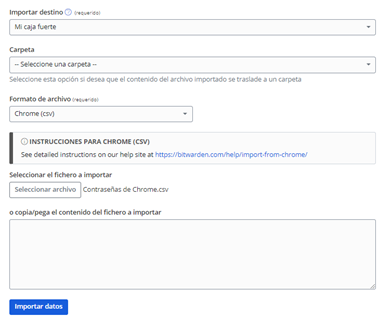 Importar destino (requerido)
Mi caja fuerte
Carpeta
-- Seleccione una carpeta --
Seleccione esta opción si desea que el contenido del archivo importado se traslade a un carpeta
Formato de archivo (requerido)
Chrome (csv)
INSTRUCCIONES PARA CHROME (CSV)
See detailed instructions on our help site at https://bitwarden.com/help/import-from-chrome/
Seleccionar el fichero a importar
Seleccionar archivo Contraseñas de Chrome.csv
o copia/pega el contenido del fichero a importar
Importar datos